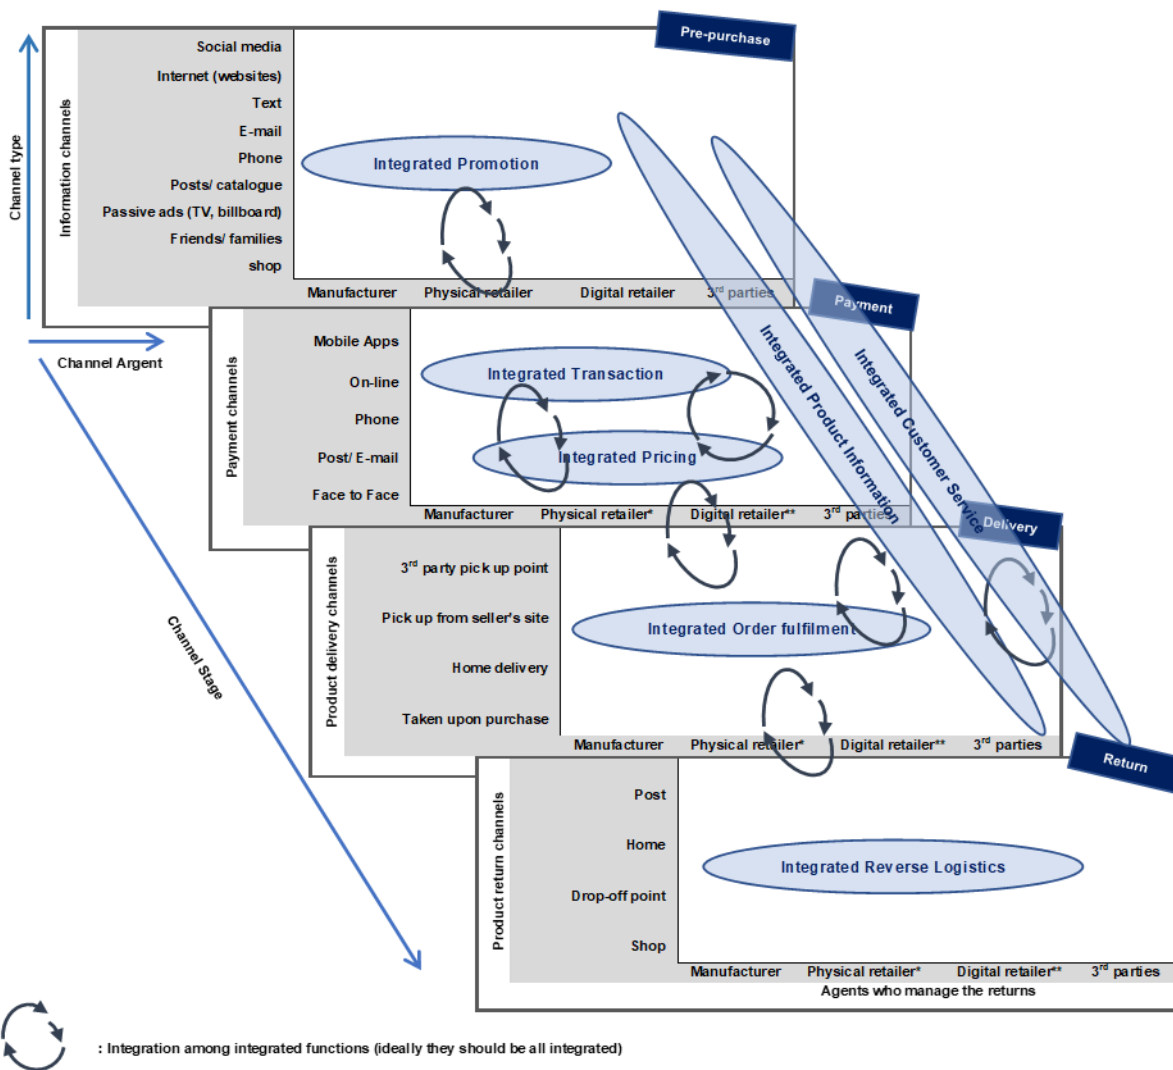 Pre-purchase
Channel type
Information channels
Social media
Internet (websites)
Text
E-mail
Phone
Posts/ catalogue
Passive ads (TV, billboard)
Friends/ families
shop
Integrated Promotion
Manufacturer Physical retailer Digital retailer 3rd parties
Channel Argent
Channel Stage
Payment
Payment channels
Mobile Apps
On-line
Phone
Post/ E-mail
Face to Face
Integrated Transaction
Integrated Pricing
Manufacturer Physical retailer* Digital retailer** 3rd parties
Integrated Product Information
Integrated Customer Service
Delivery
Product delivery channels
3rd party pick up point
Pick up from seller's site
Home delivery
Taken upon purchase
Integrated Order fulfilment
Manufacturer Physical retailer* Digital retailer** 3rd parties
Return
Product return channels
Post
Home
Drop-off point
Shop
Integrated Reverse Logistics
Manufacturer Physical retailer* Digital retailer** 3rd parties
Agents who manage the returns
: Integration among integrated functions (ideally they should be all integrated)